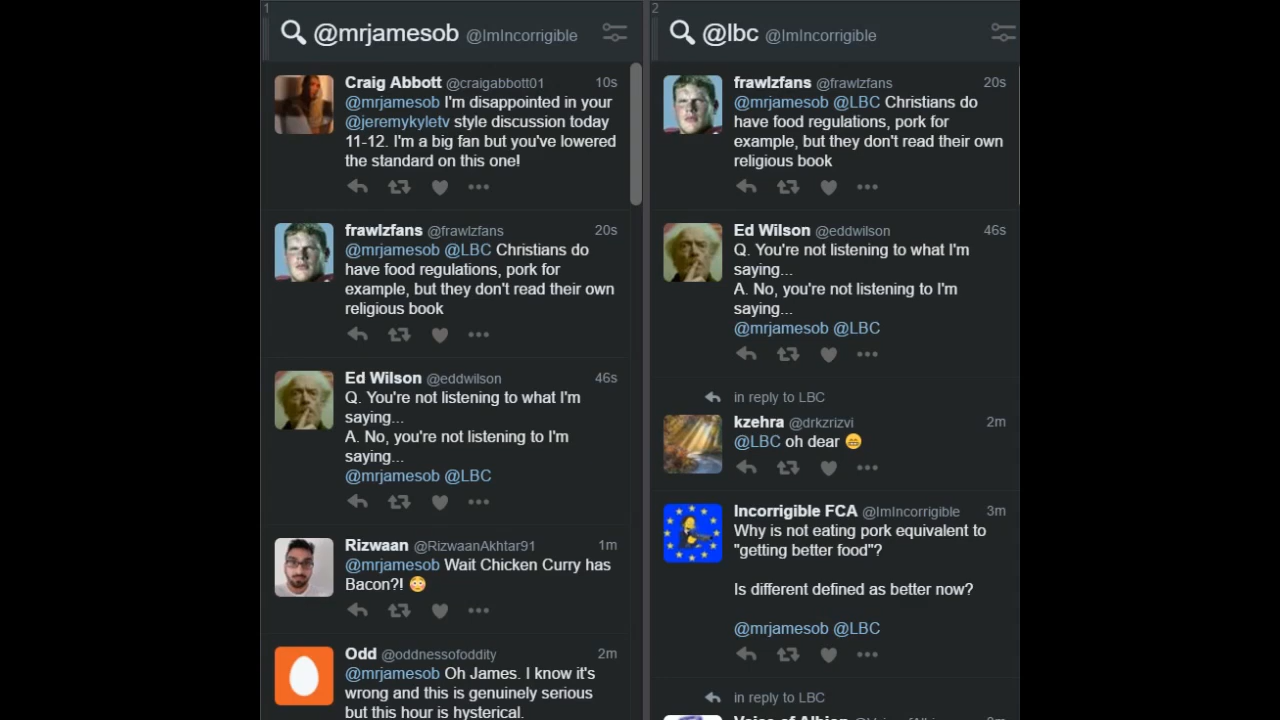 1
@mrjamesob @ImIncorrigible
Craig Abbott @craigabbott01 10s
@mrjamesob I'm disappointed in your
@jeremykyletv style discussion today
11-12. I'm a big fan but you've lowered
the standard on this one!
frawlzfans @frawlzfans 20s
@mrjamesob @LBC Christians do
have food regulations, pork for
example, but they don't read their own
religious book
Ed Wilson @eddwilson 46s
Q. You're not listening to what I'm
saying...
A. No, you're not listening to I'm
saying...
@mrjamesob @LBC
Rizwaan @RizwaanAkhtar91 1m
@mrjamesob Wait Chicken Curry has
Bacon?! 😳
Odd @oddnessofoddity 2m
@mrjamesob Oh James. I know it's
wrong and this is genuinely serious
but this hour is hysterical.
2
@lbc @ImIncorrigible
frawlzfans @frawlzfans 20s
@mrjamesob @LBC Christians do
have food regulations, pork for
example, but they don't read their own
religious book
Ed Wilson @eddwilson 46s
Q. You're not listening to what I'm
saying...
A. No, you're not listening to I'm
saying...
@mrjamesob @LBC
in reply to LBC
kzehra @drkzrizvi 2m
@LBC oh dear 😄
Incorrigible FCA @ImIncorrigible 3m
Why is not eating pork equivalent to
"getting better food"?
Is different defined as better now?
@mrjamesob @LBC
in reply to LBC
Voice of Albion